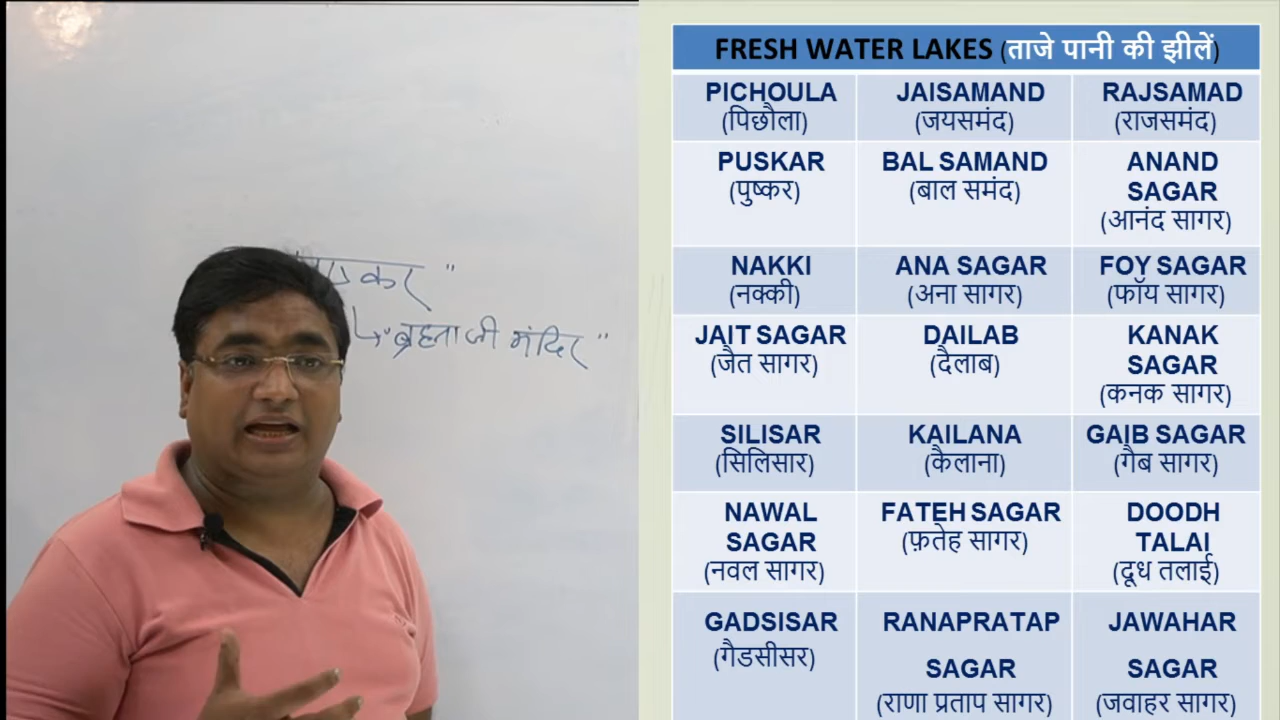 कर "
↳ " ब्रह्मा जी मंदिर "
FRESH WATER LAKES (ताजे पानी की झीलें)
PICHOULA
(पिछौला)
JAISAMAND
(जयसमंद)
RAJSAMAD
(राजसमंद)
PUSKAR
(पुष्कर)
BAL SAMAND
(बाल समंद)
ANAND
SAGAR
(आनंद सागर)
NAKKI
(नक्की)
ANA SAGAR
(अना सागर)
FOY SAGAR
(फॉय सागर)
JAIT SAGAR
(जैत सागर)
DAILAB
(दैलाब)
KANAK
SAGAR
(कनक सागर)
SILISAR
(सिलिसार)
KAILANA
(कैलाना)
GAIB SAGAR
(गैब सागर)
NAWAL
SAGAR
(नवल सागर)
FATEH SAGAR
(फ़तेह सागर)
DOODH
TALAI
(दूध तलाई)
GADSISAR
(गैडसीसर)
RANAPRATAP
SAGAR
(राणा प्रताप सागर)
JAWAHAR
SAGAR
(जवाहर सागर)